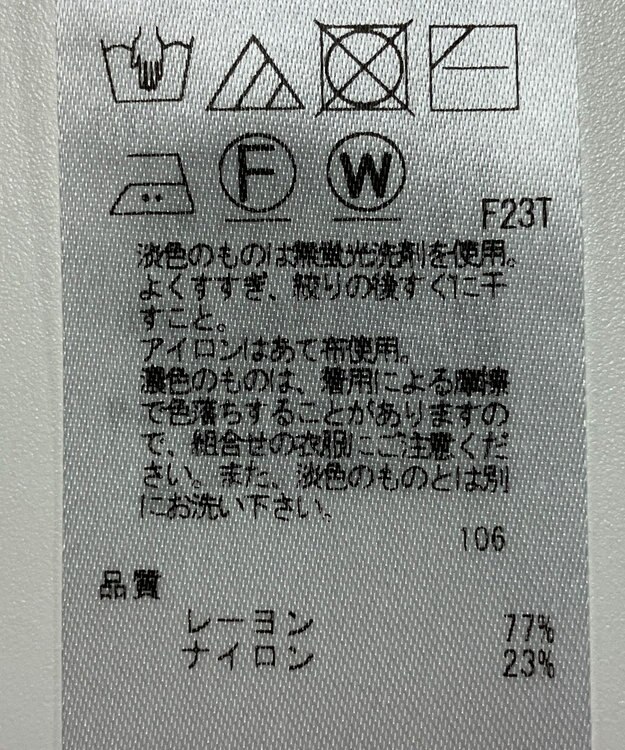 F
W
F23T
淡色のものは無蛍光洗剤を使用。
よくすすぎ、絞りの後すぐに干
すこと。
アイロンはあて布使用。
濃色のものは、着用による摩擦
で色落ちすることがありますの
で、組合せの衣服にご注意くだ
さい。また、淡色のものとは別
にお洗い下さい。
106
品質
レーヨン 77%
ナイロン 23%